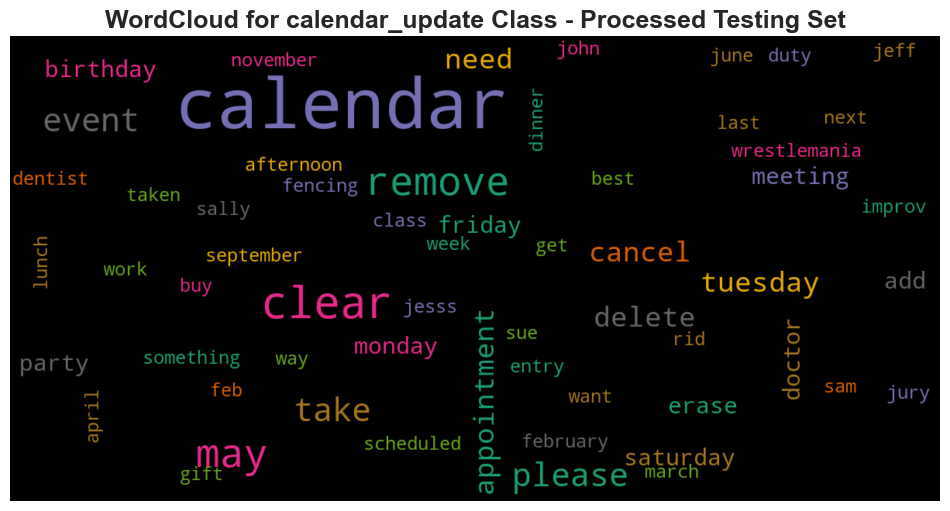 WordCloud for calendar_update Class - Processed Testing Set
birthday
november
need
john
june
duty
jeff
calendar
event
dinner
last
next
wrestlemania
afternoon
dentist
fencing
remove
best
meeting
taken
sally
class
friday
improv
lunch
week
get
work
september
cancel
buy
tuesday
add
clear
jesss
delete
monday
appointment
sue
rid
doctor
party
something
way
entry
april
feb
take
want
erase
sam
jury
may
scheduled
february
saturday
gift
please
march